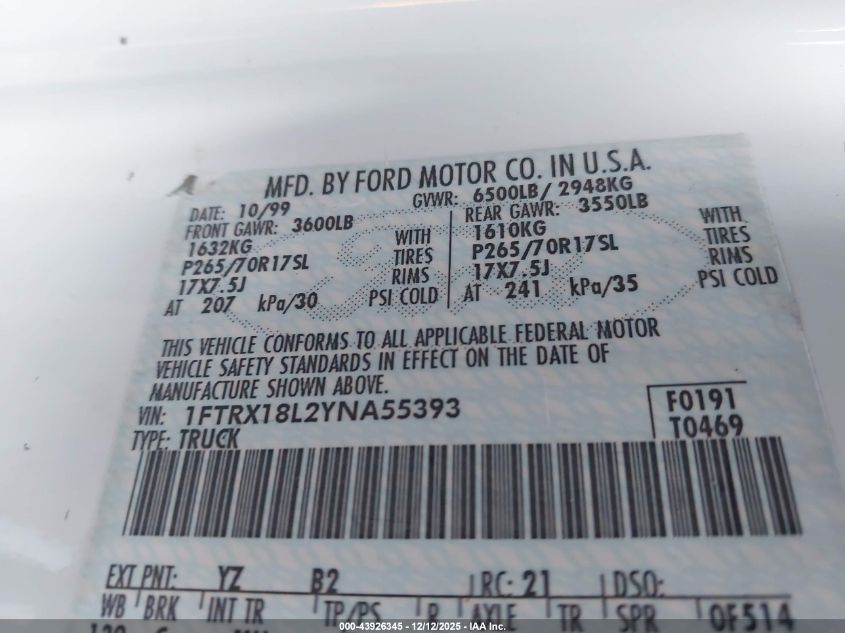 MFD. BY FORD MOTOR CO. IN U.S.A.
DATE: 10/99 GVWR: 6500LB/ 2948KG
FRONT GAWR: 3600LB REAR GAWR: 3550LB
1632KG WITH 1610KG WITH
P265/70R17SL TIRES P265/70R17SL TIRES
17X7.5J RIMS 17X7.5J RIMS
AT 207 kPa/30 PSI COLD AT 241 kPa/35 PSI COLD
THIS VEHICLE CONFORMS TO ALL APPLICABLE FEDERAL MOTOR
VEHICLE SAFETY STANDARDS IN EFFECT ON THE DATE OF
MANUFACTURE SHOWN ABOVE.
VIN: 1FTRX18L2YNA55393 F0191
TYPE: TRUCK T0469
EXT PNT: YZ B2 RC: 21 DSO:
WB BRK INT TR TP/PS R AXLE TR SPR 0F514
000-43926345 - 12/12/2025 - IAA, Inc.